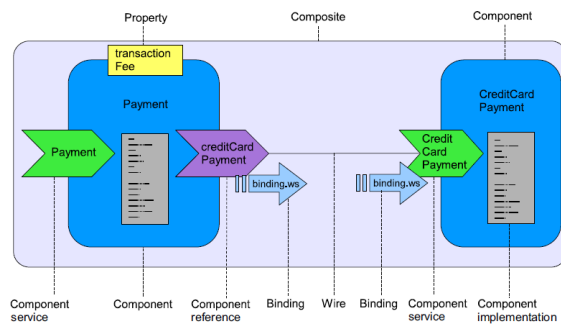 Property
Composite
Component
transaction
Fee
Payment
CreditCard
Payment
Payment
creditCard
Payment
Credit
Card
Payment
binding.ws
binding.ws
Component
service
Component
Component
reference
Binding
Wire
Binding
Component
service
Component
implementation